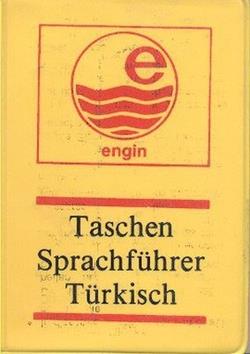 e
engin
Taschen
Sprachführer
Türkisch